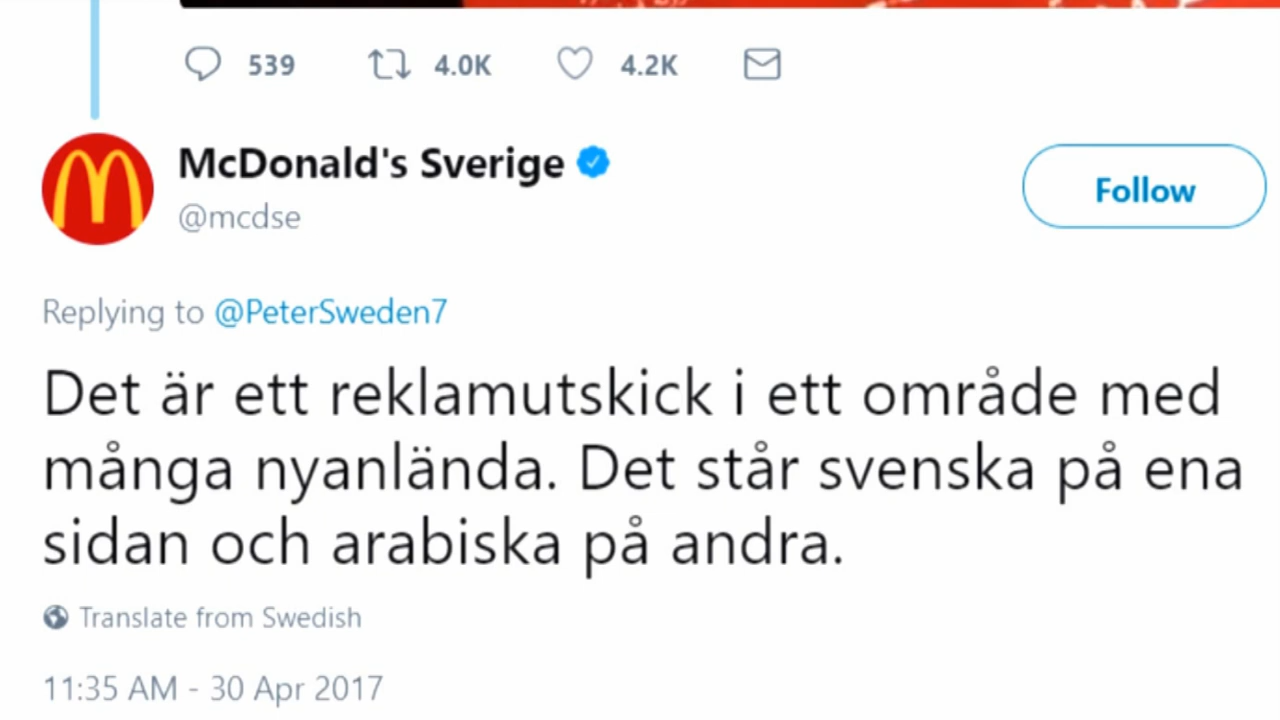 539 4.0K 4.2K
McDonald's Sverige
@mcdse
Follow
Replying to @PeterSweden7
Det är ett reklamutskick i ett område med
många nyanlända. Det står svenska på ena
sidan och arabiska på andra.
Translate from Swedish
11:35 AM - 30 Apr 2017